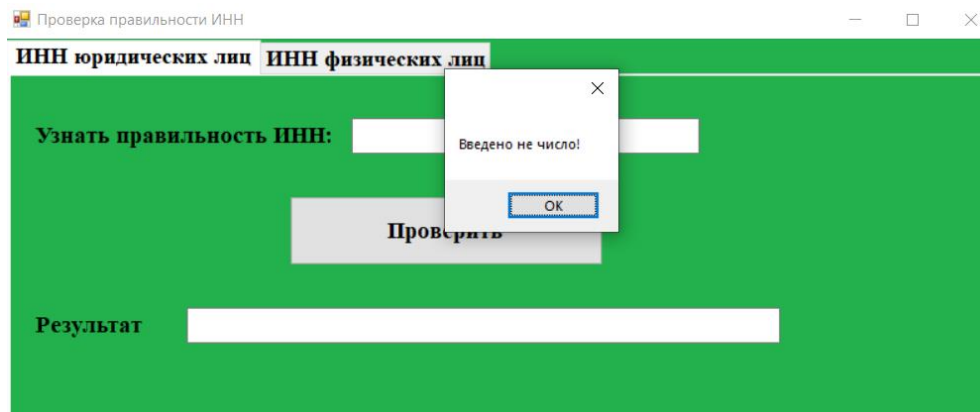 Проверка правильности ИНН
ИНН юридических лиц
ИНН физических лиц
Узнать правильность ИНН:
Введено не число!
OK
Проверить
Результат